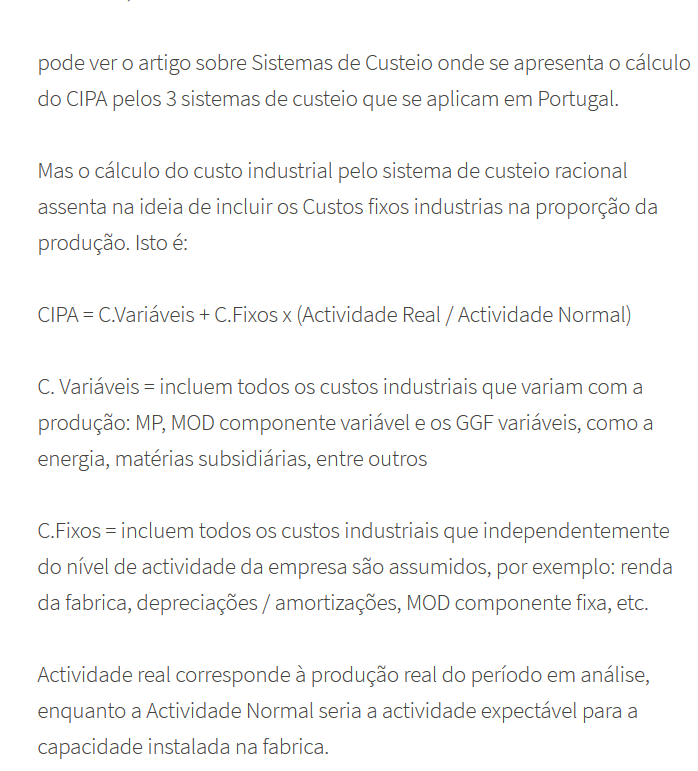 pode ver o artigo sobre Sistemas de Custeio onde se apresenta o cálculo
do CIPA pelos 3 sistemas de custeio que se aplicam em Portugal.
Mas o cálculo do custo industrial pelo sistema de custeio racional
assenta na ideia de incluir os Custos fixos industrias na proporção da
produção. Isto é:
CIPA = C.Variáveis + C.Fixos x (Actividade Real / Actividade Normal)
C. Variáveis = incluem todos os custos industriais que variam com a
produção: MP, MOD componente variável e os GGF variáveis, como a
energia, matérias subsidiárias, entre outros
C.Fixos = incluem todos os custos industriais que independentemente
do nível de actividade da empresa são assumidos, por exemplo: renda
da fabrica, depreciações / amortizações, MOD componente fixa, etc.
Actividade real corresponde à produção real do período em análise,
enquanto a Actividade Normal seria a actividade expectável para a
capacidade instalada na fabrica.